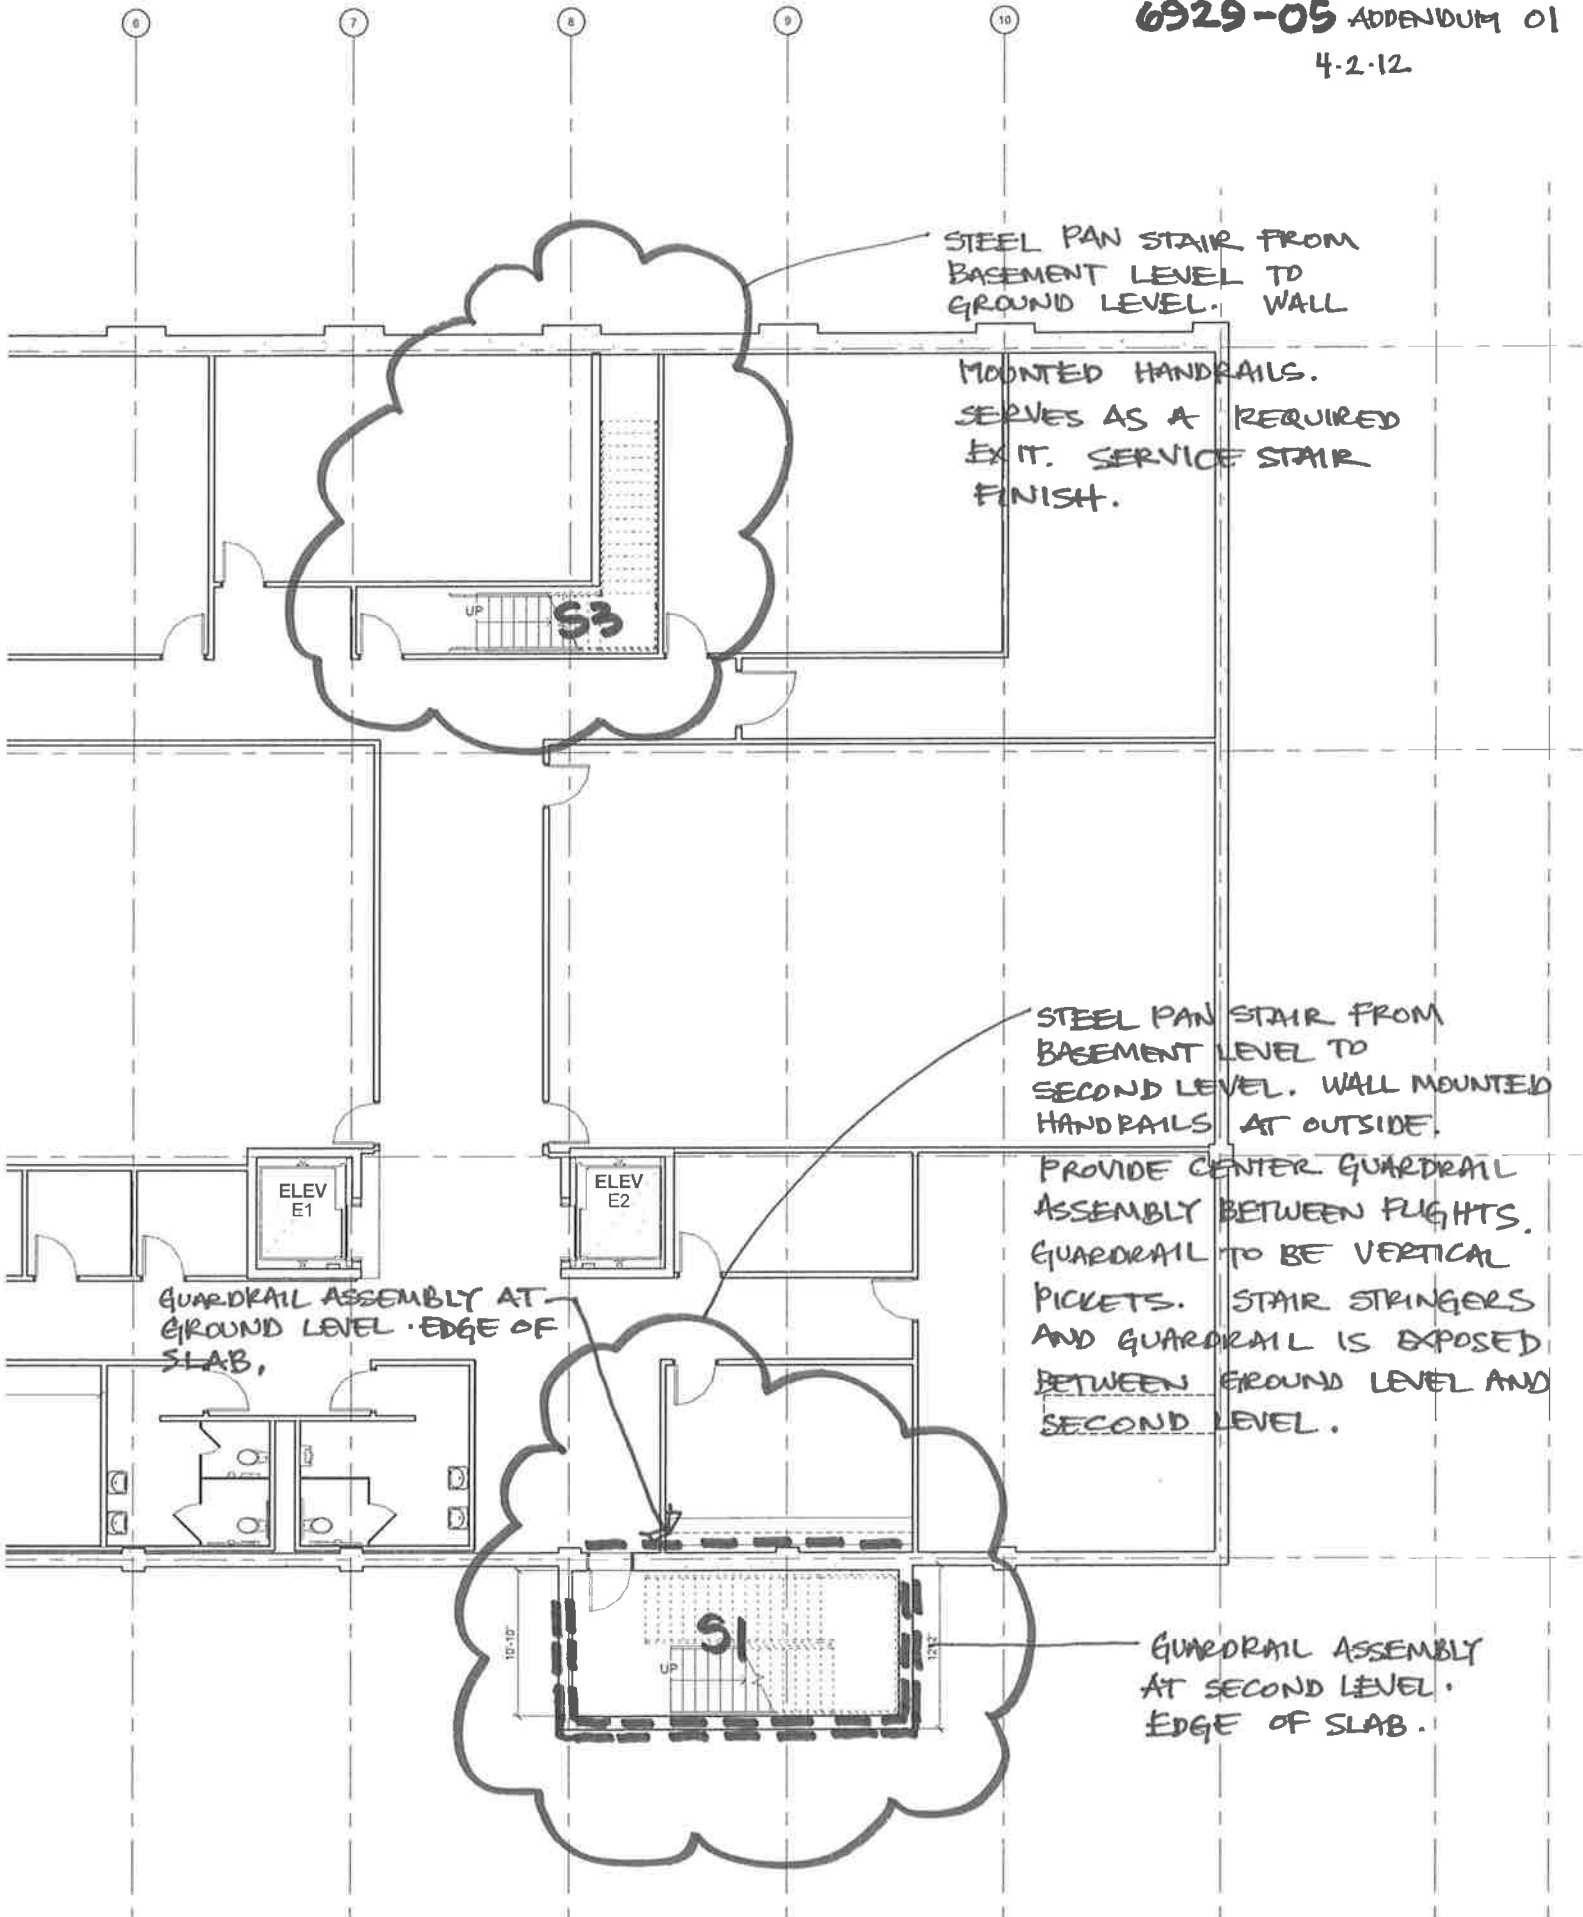 6 7 8 9 10
6929-05 ADDENDUM 01
4.2.12
STEEL PAN STAIR FROM
BASEMENT LEVEL TO
GROUND LEVEL. WALL
MOUNTED HANDRAILS.
SERVES AS A REQUIRED
EXIT. SERVICE STAIR
FINISH.
UP
S3
STEEL PAN STAIR FROM
BASEMENT LEVEL TO
SECOND LEVEL. WALL MOUNTED
HANDRAILS AT OUTSIDE.
PROVIDE CENTER GUARDRAIL
ASSEMBLY BETWEEN FLIGHTS.
GUARDRAIL TO BE VERTICAL
PICKETS. STAIR STRINGERS
AND GUARDRAIL IS EXPOSED
BETWEEN GROUND LEVEL AND
SECOND LEVEL.
ELEV
E1
ELEV
E2
GUARDRAIL ASSEMBLY AT
GROUND LEVEL · EDGE OF
SLAB.
S1
UP
10'-10"
GUARDRAIL ASSEMBLY
AT SECOND LEVEL.
EDGE OF SLAB.